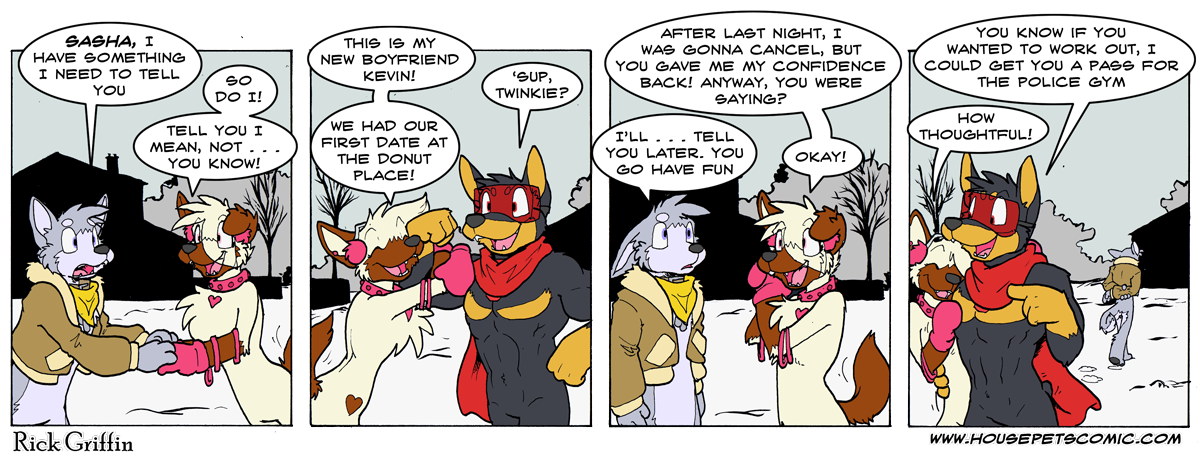 SASHA, I
HAVE SOMETHING
I NEED TO TELL
YOU
SO
DO I!
TELL YOU I
MEAN, NOT . . .
YOU KNOW!
THIS IS MY
NEW BOYFRIEND
KEVIN!
'SUP,
TWINKIE?
WE HAD OUR
FIRST DATE AT
THE DONUT
PLACE!
AFTER LAST NIGHT, I
WAS GONNA CANCEL, BUT
YOU GAVE ME MY CONFIDENCE
BACK! ANYWAY, YOU WERE
SAYING?
I'LL . . . TELL
YOU LATER. YOU
GO HAVE FUN
OKAY!
YOU KNOW IF YOU
WANTED TO WORK OUT, I
COULD GET YOU A PASS FOR
THE POLICE GYM
HOW
THOUGHTFUL!
Rick Griffin
WWW.HOUSEPETSCOMIC.COM